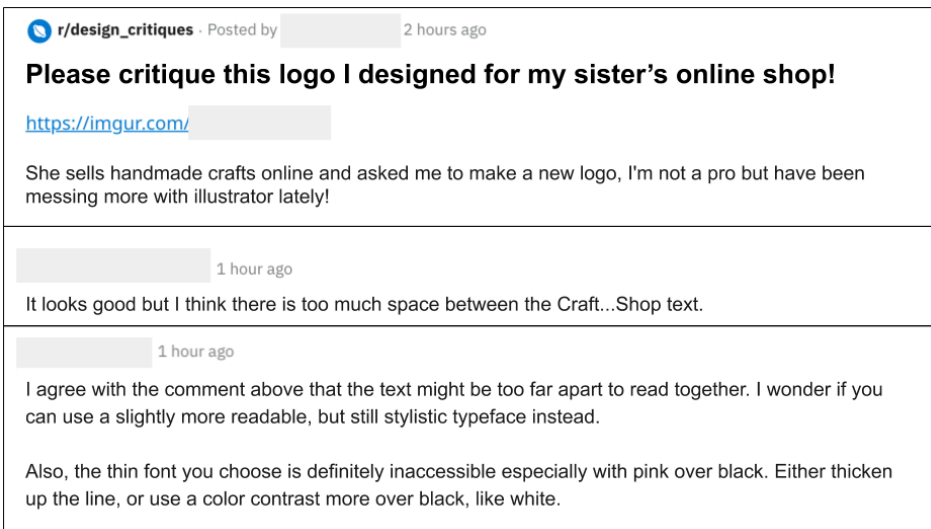 r/design_critiques · Posted by 2 hours ago
Please critique this logo I designed for my sister’s online shop!
https://imgur.com/
She sells handmade crafts online and asked me to make a new logo, I'm not a pro but have been
messing more with illustrator lately!
1 hour ago
It looks good but I think there is too much space between the Craft...Shop text.
1 hour ago
I agree with the comment above that the text might be too far apart to read together. I wonder if you
can use a slightly more readable, but still stylistic typeface instead.
Also, the thin font you choose is definitely inaccessible especially with pink over black. Either thicken
up the line, or use a color contrast more over black, like white.